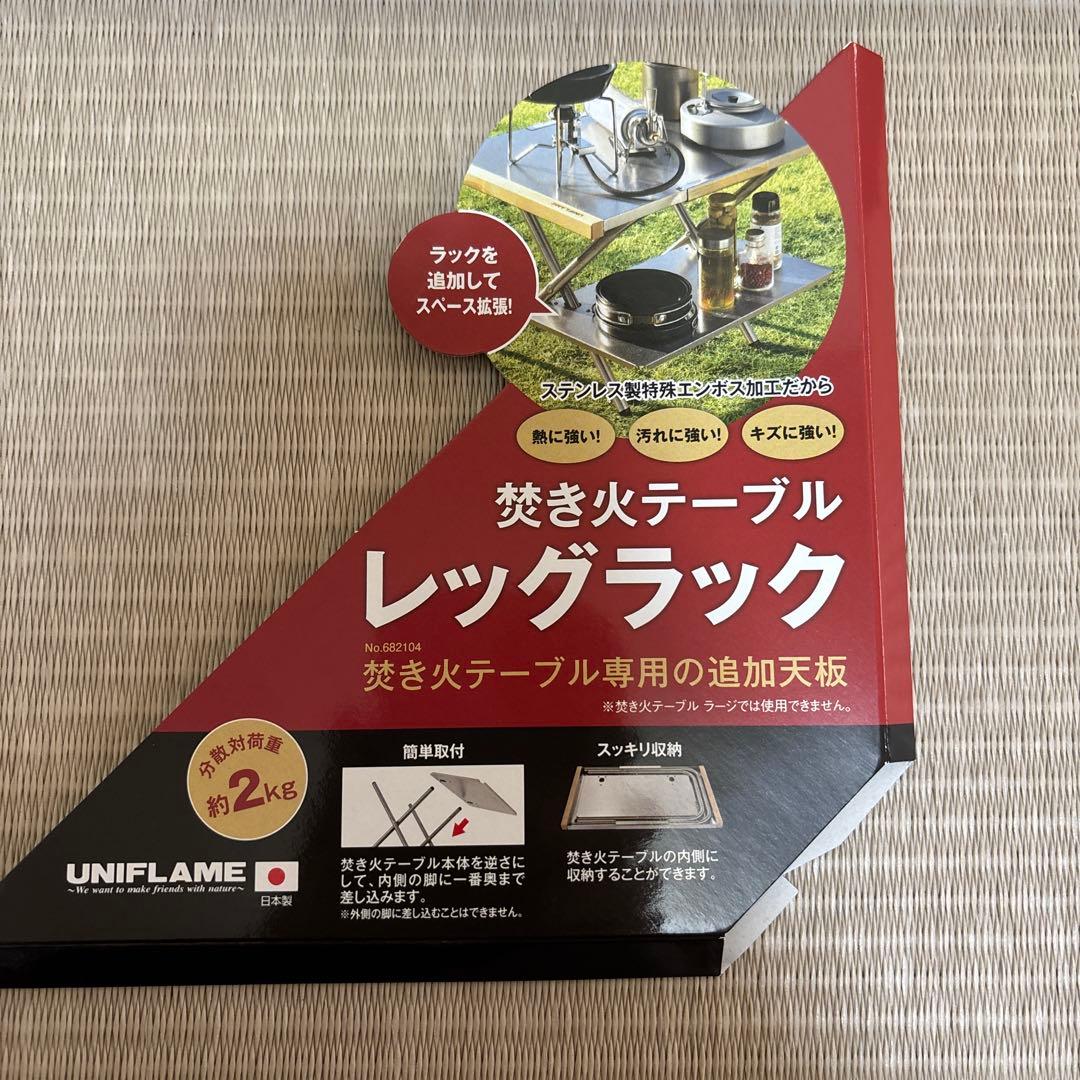 ラックを
追加して
スペース拡張!
ステンレス製特殊エンボス加工だから
熱に強い!
汚れに強い!
キズに強い!
焚き火テーブル
レッグラック
No.682104
焚き火テーブル専用の追加天板
※焚き火テーブル ラージでは使用できません。
分散対荷重
約2kg
簡単取付
焚き火テーブル本体を逆さに
して、内側の脚に一番奥まで
差し込みます。
※外側の脚に差し込むことはできません。
スッキリ収納
焚き火テーブルの内側に
収納することができます。
UNIFLAME
~We want to make friends with nature~
日本製